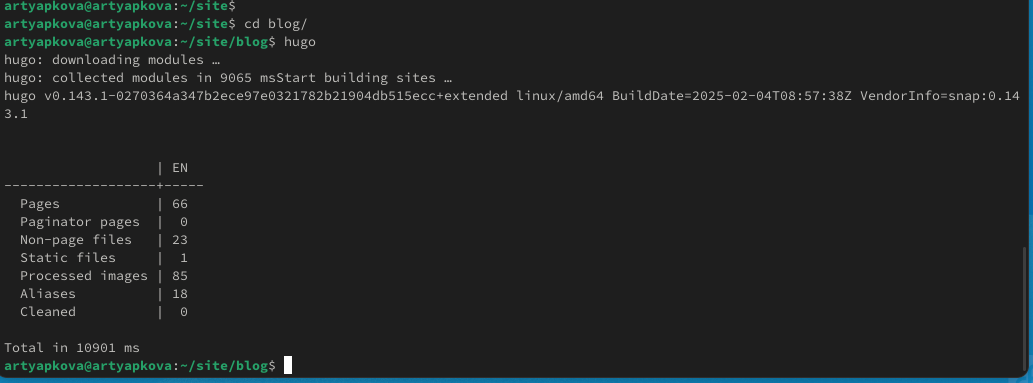 artyapkova@artyapkova:~/site$
artyapkova@artyapkova:~/site$ cd blog/
artyapkova@artyapkova:~/site/blog$ hugo
hugo: downloading modules …
hugo: collected modules in 9065 msStart building sites …
hugo v0.143.1-0270364a347b2ece97e0321782b21904db515ecc+extended linux/amd64 BuildDate=2025-02-04T08:57:38Z VendorInfo=snap:0.14
3.1
                   | EN
-------------------+-----
  Pages            | 66
  Paginator pages  |  0
  Non-page files   | 23
  Static files     |  1
  Processed images | 85
  Aliases          | 18
  Cleaned          |  0
Total in 10901 ms
artyapkova@artyapkova:~/site/blog$